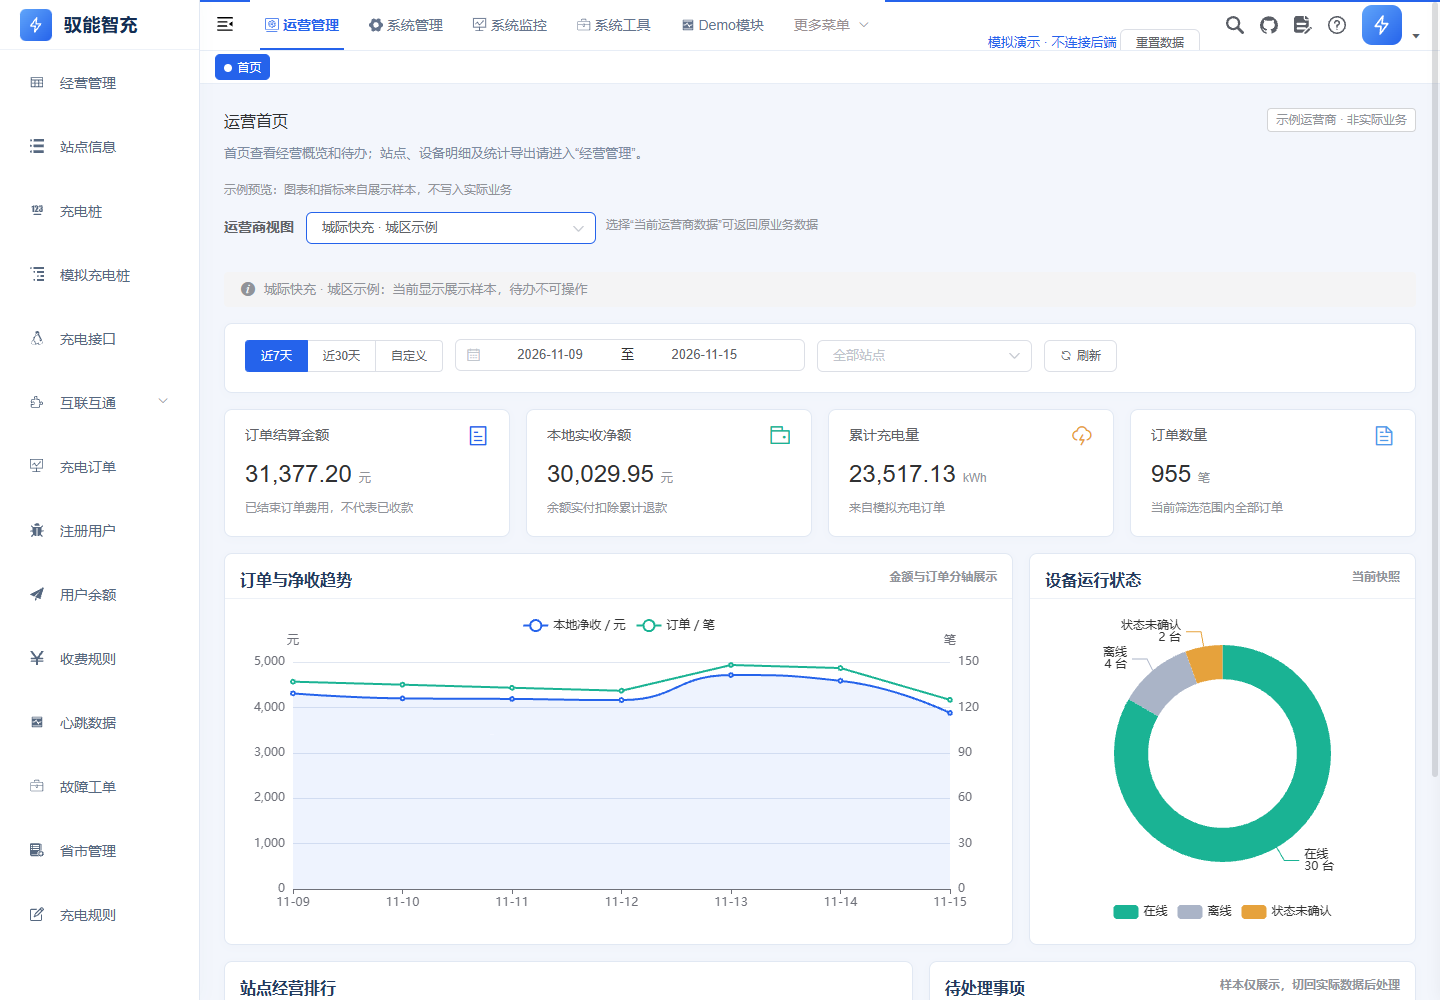 驭能智充
运营管理
系统管理
系统监控
系统工具
Demo模块
更多菜单
模拟演示 · 不连接后端
重置数据
首页
经营管理
站点信息
充电桩
模拟充电桩
充电接口
互联互通
充电订单
注册用户
用户余额
收费规则
心跳数据
故障工单
省市管理
充电规则
运营首页
示例运营商 · 非实际业务
首页查看经营概览和待办；站点、设备明细及统计导出请进入“经营管理”。
示例预览：图表和指标来自展示样本，不写入实际业务
运营商视图
城际快充 · 城区示例
选择“当前运营商数据”可返回原业务数据
城际快充 · 城区示例：当前显示展示样本，待办不可操作
近7天
近30天
自定义
2026-11-09 至 2026-11-15
全部站点
刷新
订单结算金额
31,377.20 元
已结束订单费用，不代表已收款
本地实收净额
30,029.95 元
余额实付扣除累计退款
累计充电量
23,517.13 kWh
来自模拟充电订单
订单数量
955 笔
当前筛选范围内全部订单
订单与净收趋势
金额与订单分轴展示
本地净收 / 元
订单 / 笔
元
笔
5,000
4,000
3,000
2,000
1,000
0
150
120
90
60
30
0
11-09
11-10
11-11
11-12
11-13
11-14
11-15
设备运行状态
当前快照
状态未确认
2 台
离线
4 台
在线
30 台
在线
离线
状态未确认
站点经营排行
待处理事项
样本仅展示，切回实际数据后处理